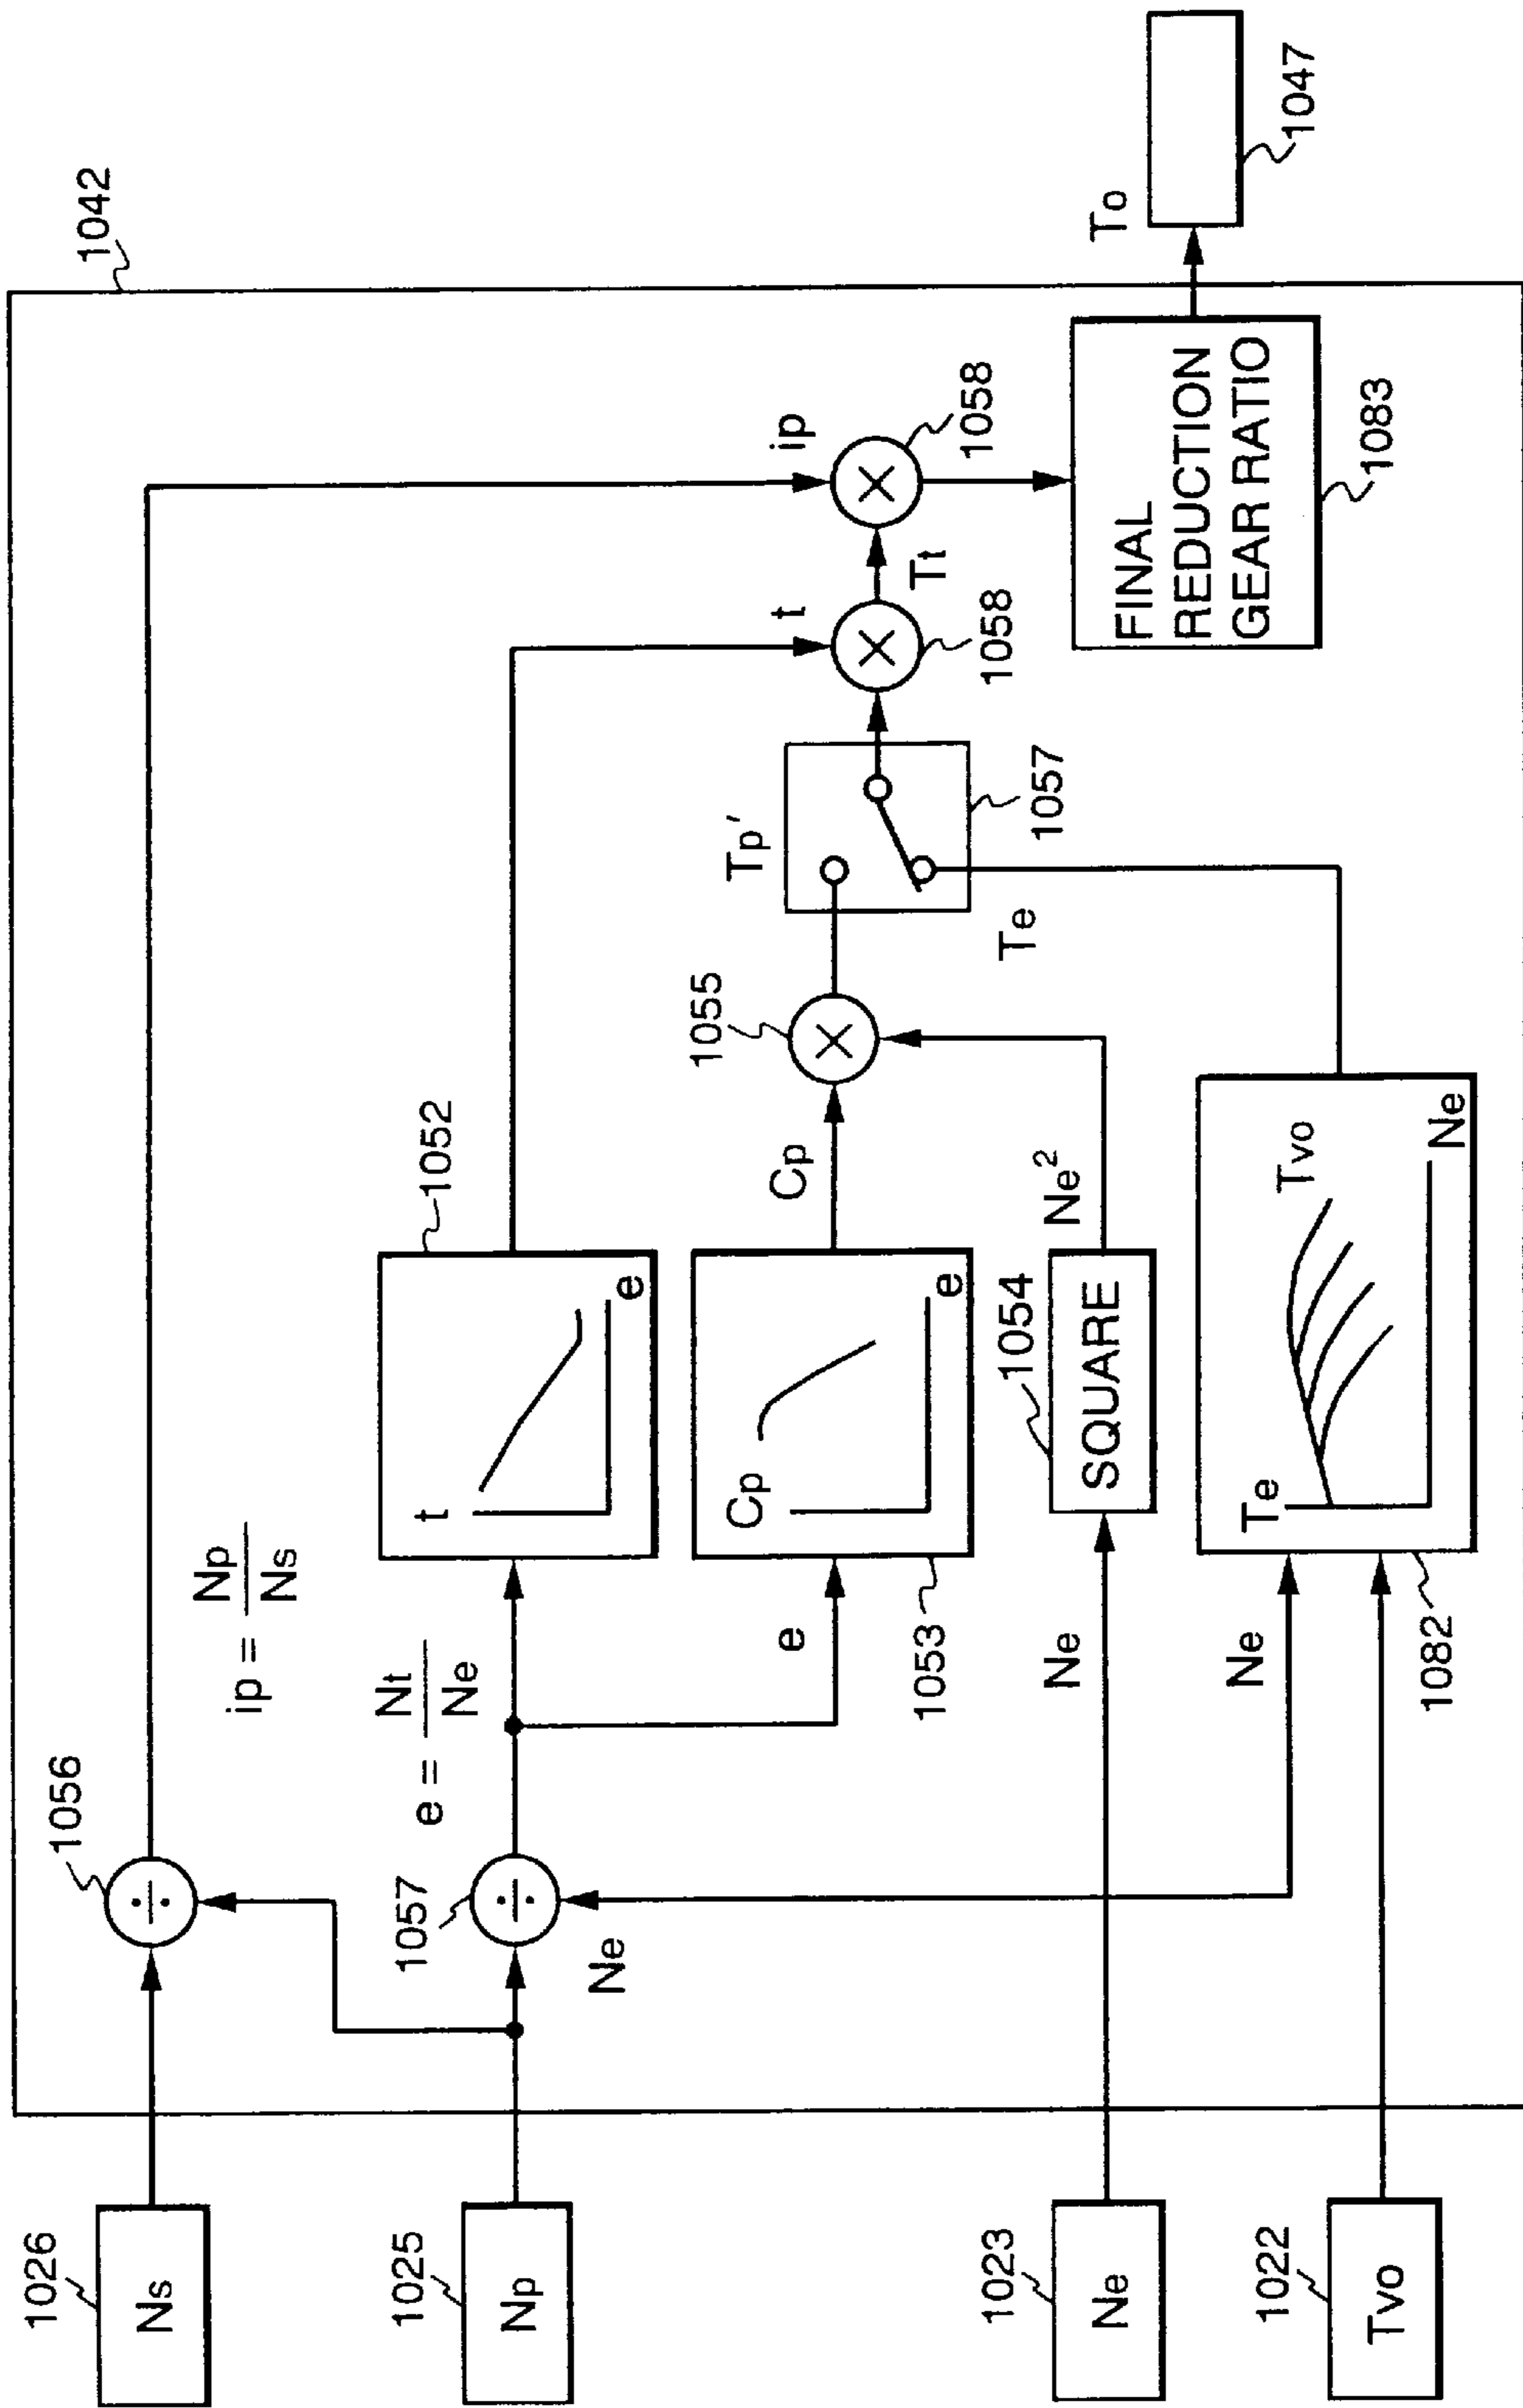 1042
1026
Ns
1056
÷
ip = Np/Ns
1025
Np
1057
÷
Ne
e = Nt/Ne
e
1052
t
e
1053
Cp
e
Cp
1055
×
1023
Ne
Ne
1054
SQUARE
Ne²
1022
Tvo
Ne
1082
Te
Tvo
Ne
Tp'
Te
1057
t
×
1058
Tt
ip
×
1058
FINAL
REDUCTION
GEAR RATIO
1083
To
1047